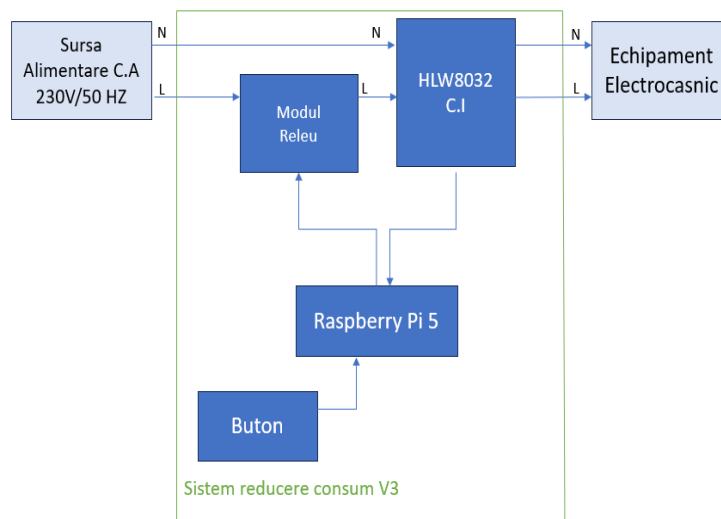 Sursa
Alimentare C.A
230V/50 HZ
N
L
N
Modul
Releu
L
HLW8032
C.I
N
L
Echipament
Electrocasnic
Raspberry Pi 5
Buton
Sistem reducere consum V3